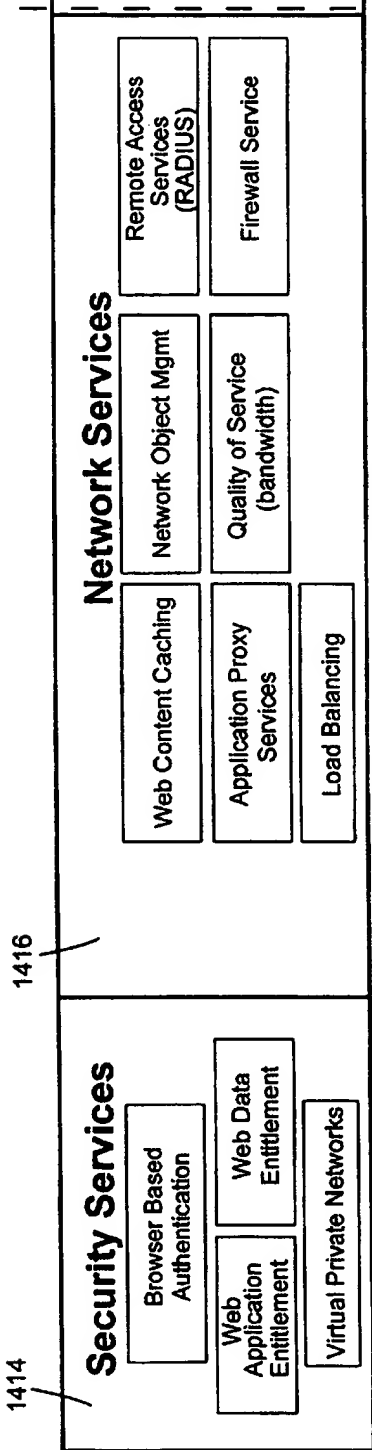 1414
Security Services
Browser Based
Authentication
Web
Application
Entitlement
Web Data
Entitlement
Virtual Private Networks
1416
Network Services
Web Content Caching
Network Object Mgmt
Remote Access
Services
(RADIUS)
Application Proxy
Services
Quality of Service
(bandwidth)
Firewall Service
Load Balancing